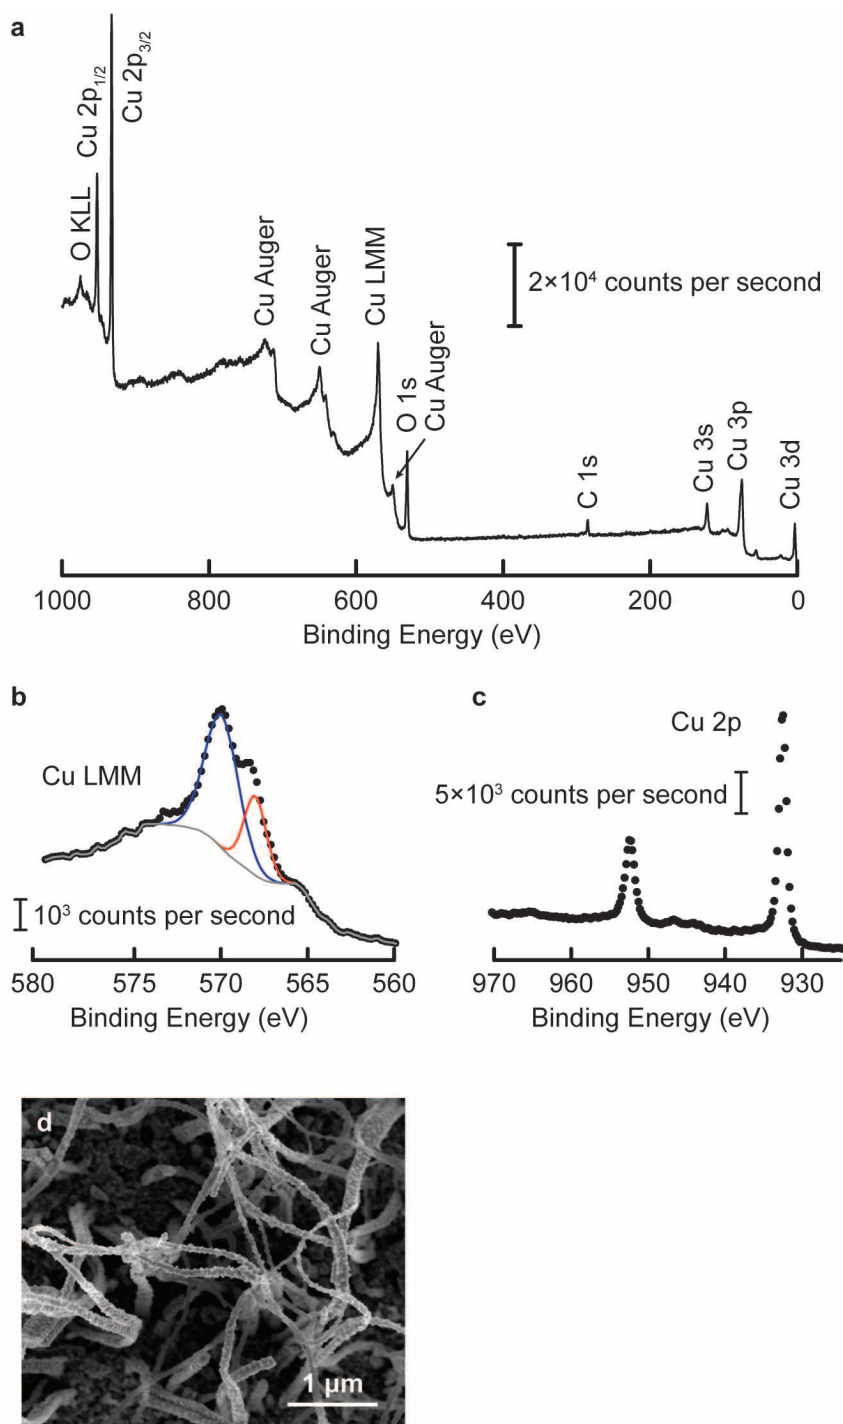 a
O KLL
Cu 2p1/2
Cu 2p3/2
Cu Auger
Cu Auger
Cu LMM
O 1s
Cu Auger
2×10⁴ counts per second
C 1s
Cu 3s
Cu 3p
Cu 3d
1000 800 600 400 200 0
Binding Energy (eV)
b
Cu LMM
10³ counts per second
580 575 570 565 560
Binding Energy (eV)
c
Cu 2p
5×10³ counts per second
970 960 950 940 930
Binding Energy (eV)
d
1 µm